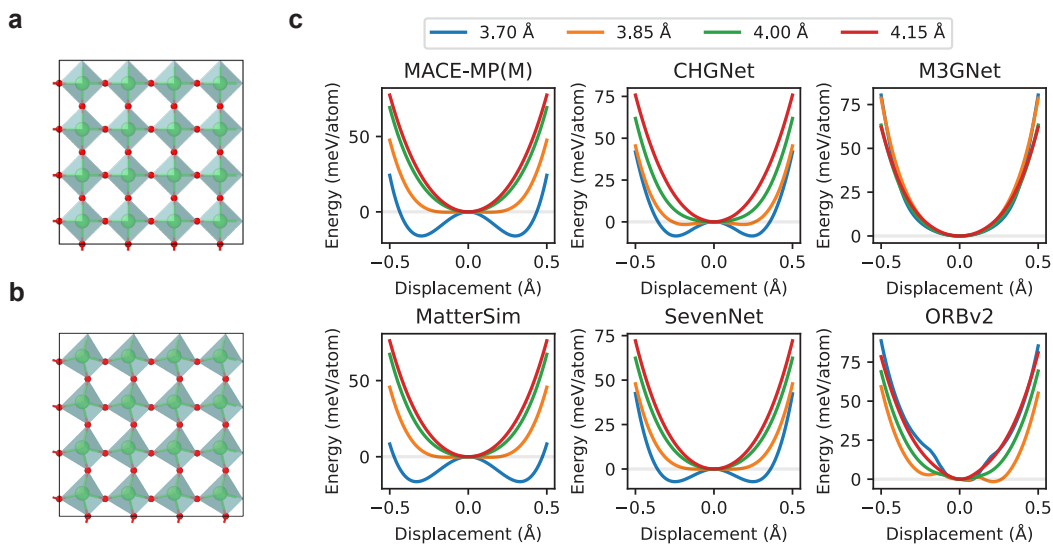 a
c
3.70 Å 3.85 Å 4.00 Å 4.15 Å
MACE-MP(M) CHGNet M3GNet
Energy (meV/atom)
50
0
−0.5 0.0 0.5
Displacement (Å)
Energy (meV/atom)
75
50
25
0
−0.5 0.0 0.5
Displacement (Å)
Energy (meV/atom)
75
50
25
0
−0.5 0.0 0.5
Displacement (Å)
b
MatterSim SevenNet ORBv2
Energy (meV/atom)
50
0
−0.5 0.0 0.5
Displacement (Å)
Energy (meV/atom)
75
50
25
0
−0.5 0.0 0.5
Displacement (Å)
Energy (meV/atom)
75
50
25
0
−0.5 0.0 0.5
Displacement (Å)